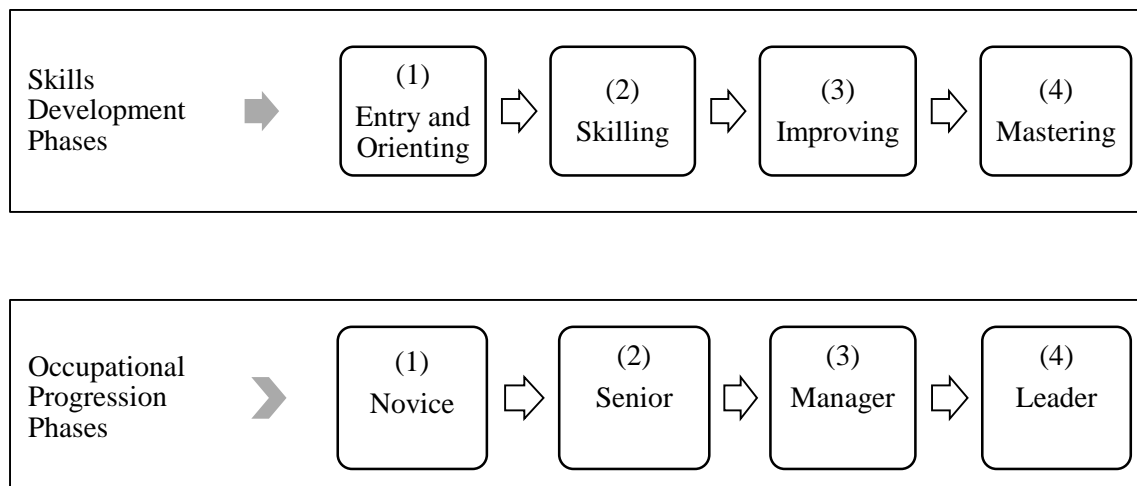 Skills
Development
Phases
(1)
Entry and
Orienting
(2)
Skilling
(3)
Improving
(4)
Mastering
Occupational
Progression
Phases
(1)
Novice
(2)
Senior
(3)
Manager
(4)
Leader